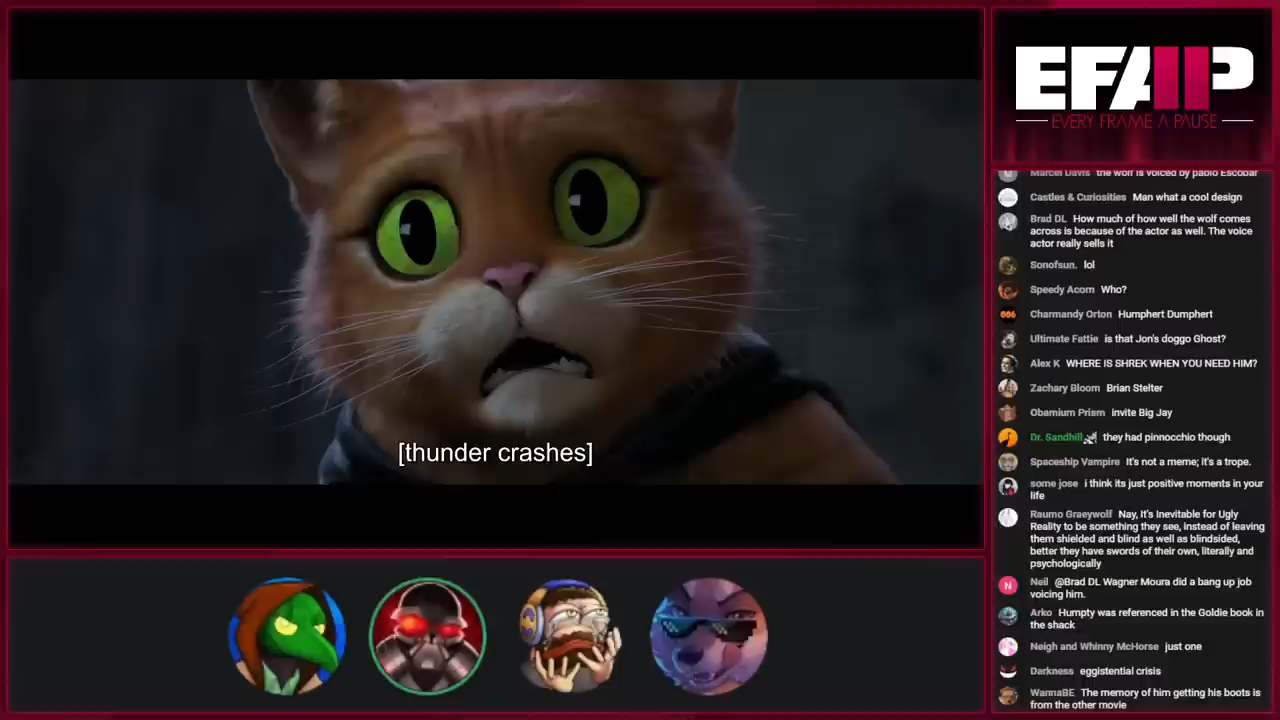 [thunder crashes]
EFAP
EVERY FRAME A PAUSE
Marcel Davis the wolf is voiced by pablo Escobar
Castles & Curiosities Man what a cool design
Brad DL How much of how well the wolf comes
across is because of the actor as well. The voice
actor really sells it
Sonofsun. lol
Speedy Acorn Who?
Charmandy Orton Humphert Dumphert
Ultimate Fattie is that Jon's doggo Ghost?
Alex K WHERE IS SHREK WHEN YOU NEED HIM?
Zachary Bloom Brian Stelter
Obamium Prism invite Big Jay
Dr. Sandhill they had pinnocchio though
Spaceship Vampire It's not a meme; it's a trope.
some jose i think its just positive moments in your
life
Raumo Graeywolf Nay, It's Inevitable for Ugly
Reality to be something they see, instead of leaving
them shielded and blind as well as blindsided,
better they have swords of their own, literally and
psychologically
N
Neil @Brad DL Wagner Moura did a bang up job
voicing him.
Arko Humpty was referenced in the Goldie book in
the shack
Neigh and Whinny McHorse just one
Darkness eggistential crisis
WannaBE The memory of him getting his boots is
from the other movie